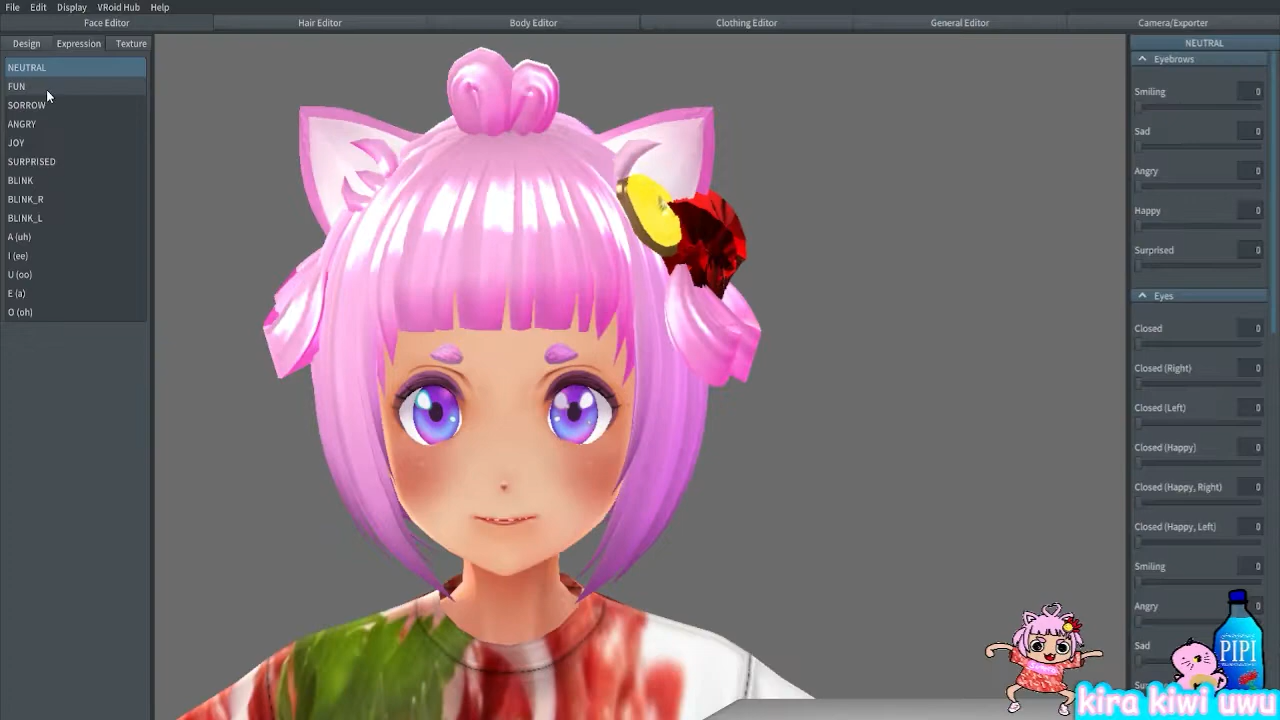 File Edit Display VRoid Hub Help
Face Editor Hair Editor Body Editor Clothing Editor General Editor Camera/Exporter
Design Expression Texture
NEUTRAL
FUN
SORROW
ANGRY
JOY
SURPRISED
BLINK
BLINK_R
BLINK_L
A (uh)
I (ee)
U (oo)
E (a)
O (oh)
NEUTRAL
Eyebrows
Smiling 0
Sad 0
Angry 0
Happy 0
Surprised 0
Eyes
Closed 0
Closed (Right) 0
Closed (Left) 0
Closed (Happy) 0
Closed (Happy, Right) 0
Closed (Happy, Left) 0
Smiling 0
Angry 0
Sad
PIPI
kira kiwi uwu